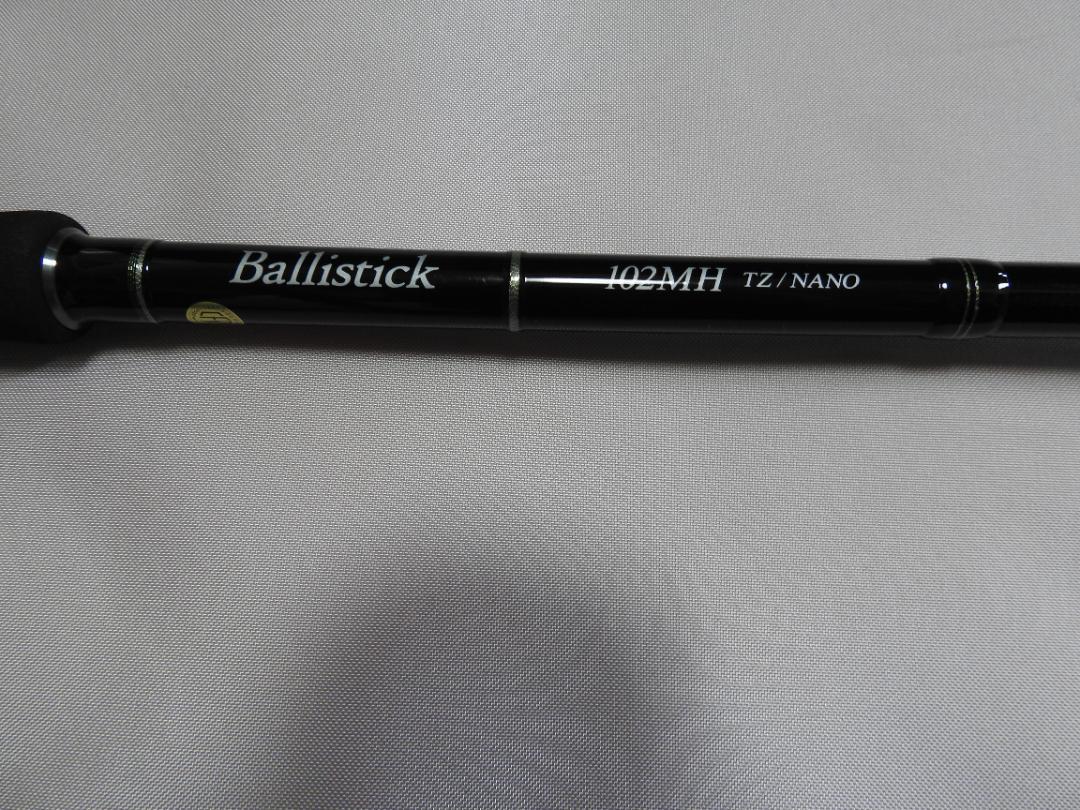 Ballistick 102MH TZ / NANO